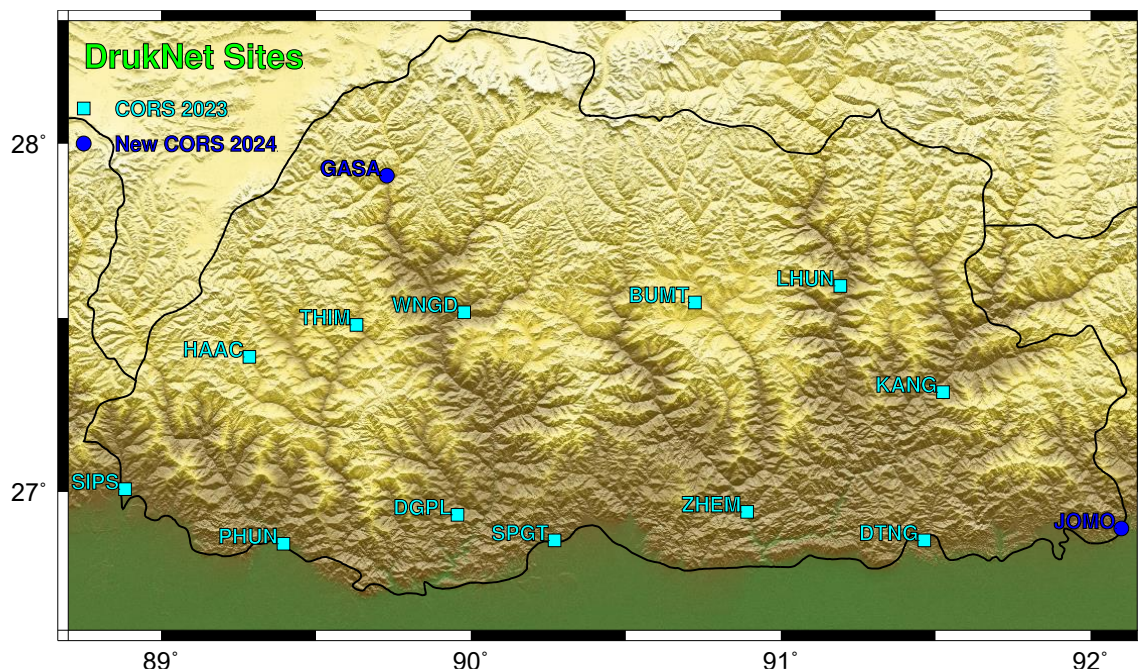 DrukNet Sites
CORS 2023
28°
New CORS 2024
GASA
LHUN
BUMT
WNGD
THIM
HAAC
KANG
27°
SIPS
DGPL
ZHEM
JOMO
PHUN
SPGT
DTNG
89°
90°
91°
92°